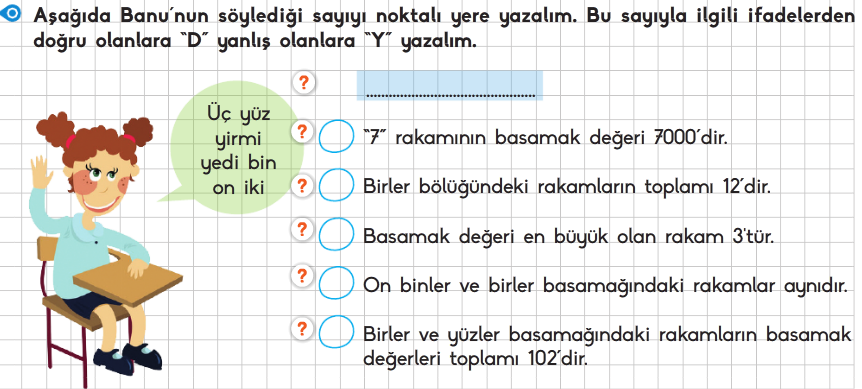 Aşağıda Banu'nun söylediği sayıyı noktalı yere yazalım. Bu sayıyla ilgili ifadelerden
doğru olanlara “D” yanlış olanlara “Y” yazalım.
?
Üç yüz
yirmi
yedi bin
on iki
? “7” rakamının basamak değeri 7000'dir.
? Birler bölüğündeki rakamların toplamı 12'dir.
? Basamak değeri en büyük olan rakam 3'tür.
? On binler ve birler basamağındaki rakamlar aynıdır.
? Birler ve yüzler basamağındaki rakamların basamak
değerleri toplamı 102'dir.